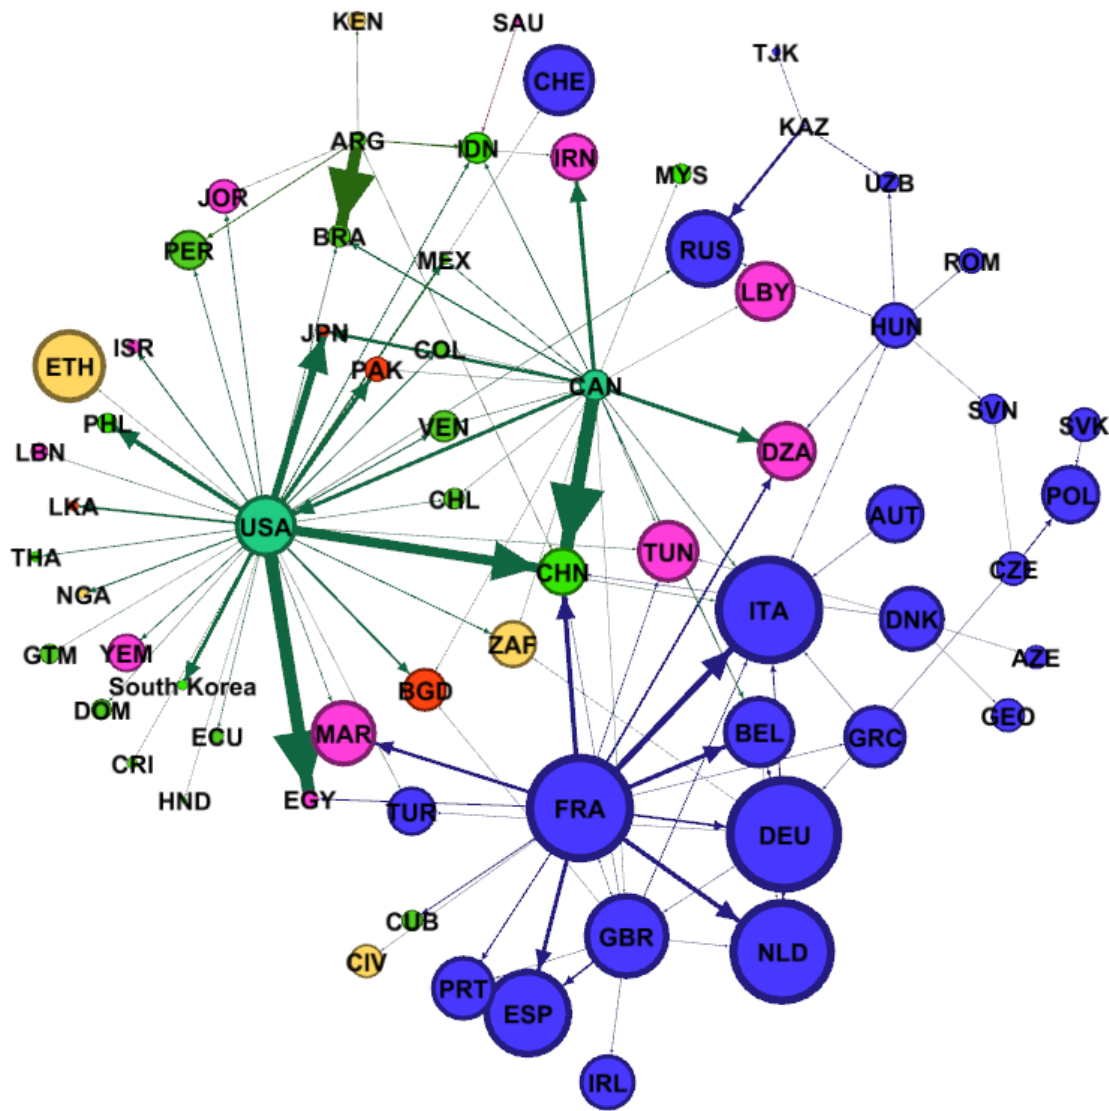 KEN
SAU
TJK
CHE
KAZ
ARG
IDN
IRN
MYS
UZB
JOR
BRA
PER
RUS
MEX
ROM
LBY
HUN
JPN
ISR
COL
PAK
ETH
CAN
SVN
PHL
VEN
SVK
LBN
DZA
POL
CHL
LKA
USA
AUT
THA
TUN
CHN
CZE
NGA
ITA
DNK
GTM
YEM
ZAF
AZE
South Korea
BGD
DOM
GEO
ECU
MAR
BEL
GRC
CRI
HND
EGY
TUR
FRA
DEU
CUB
GBR
CIV
NLD
PRT
ESP
IRL